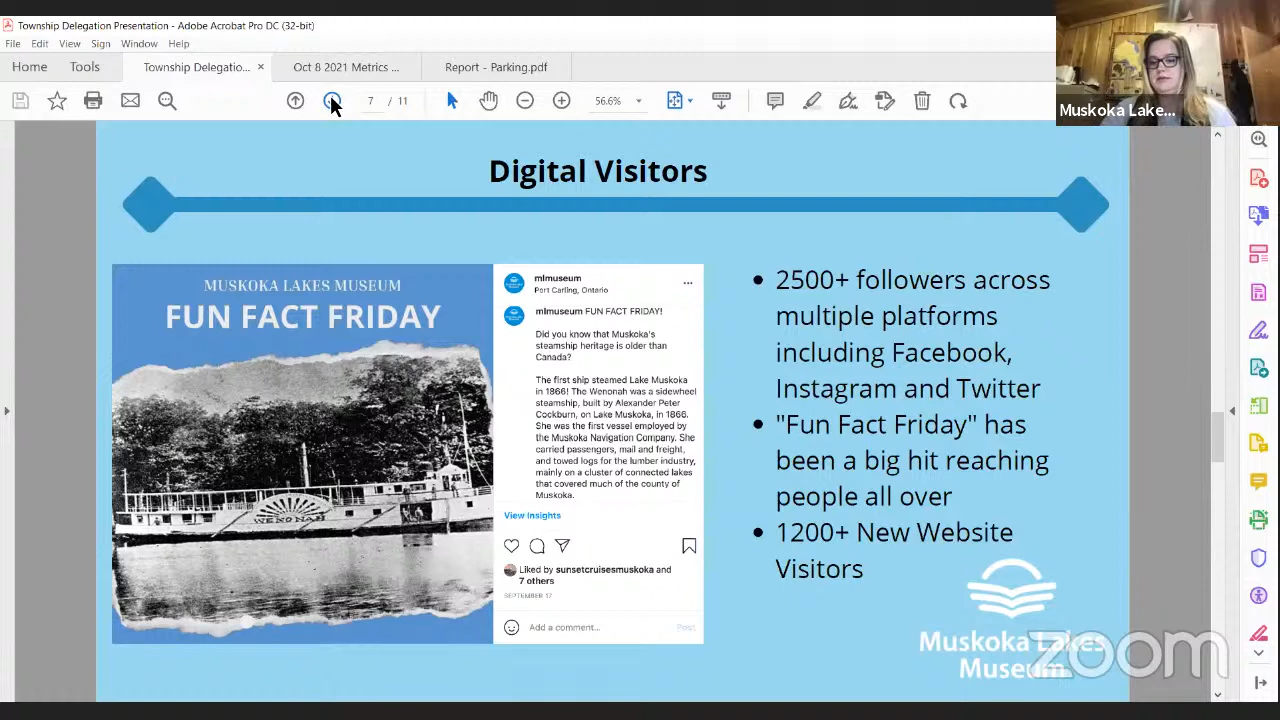 Township Delegation Presentation - Adobe Acrobat Pro DC (32-bit)
File Edit View Sign Window Help
Home Tools Township Delegatio... × Oct 8 2021 Metrics ... Report - Parking.pdf
7 / 11 56.6%
Muskoka Lake...
Digital Visitors
MUSKOKA LAKES MUSEUM
FUN FACT FRIDAY
WENONAH
mlmuseum
Port Carling, Ontario
mlmuseum FUN FACT FRIDAY!
Did you know that Muskoka's
steamship heritage is older than
Canada?
The first ship steamed Lake Muskoka
in 1866! The Wenonah was a sidewheel
steamship, built by Alexander Peter
Cockburn, on Lake Muskoka, in 1866.
She was the first vessel employed by
the Muskoka Navigation Company. She
carried passengers, mail and freight,
and towed logs for the lumber industry,
mainly on a cluster of connected lakes
that covered much of the county of
Muskoka.
View Insights
Liked by sunsetcruisesmuskoka and
7 others
SEPTEMBER 17
Add a comment... Post
• 2500+ followers across
multiple platforms
including Facebook,
Instagram and Twitter
• "Fun Fact Friday" has
been a big hit reaching
people all over
• 1200+ New Website
Visitors
Muskoka Lakes
Museum
zoom